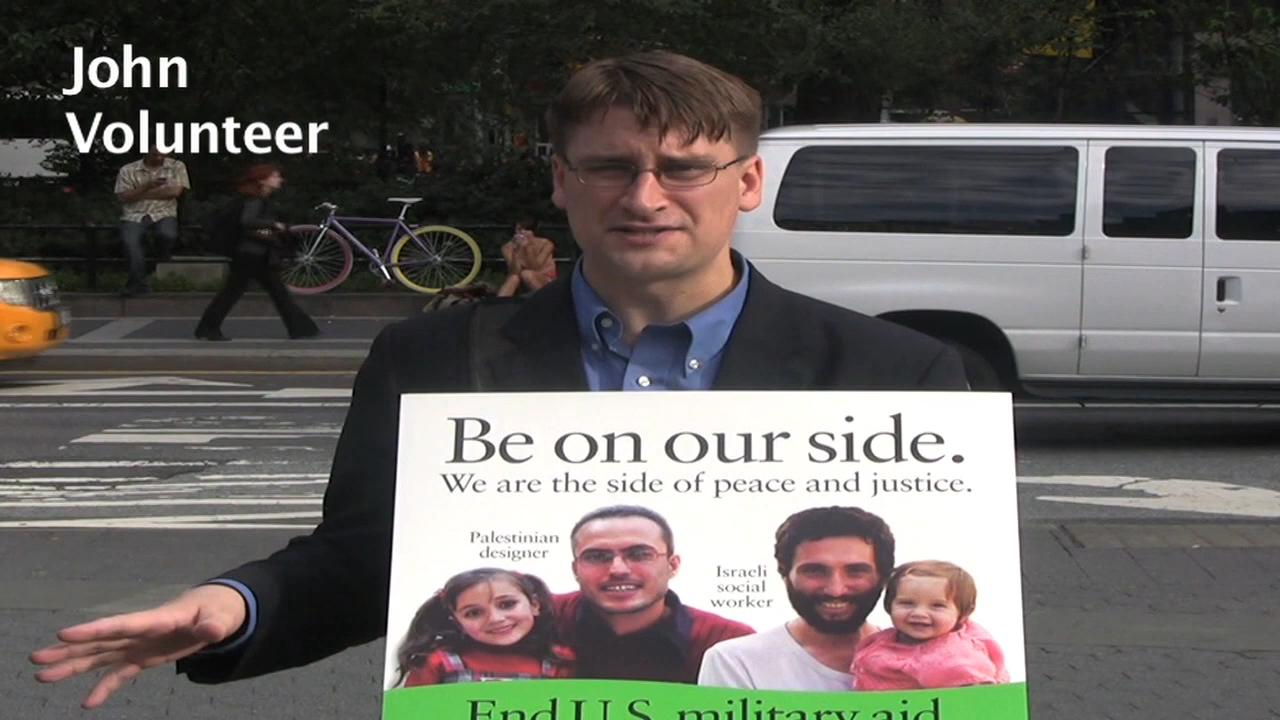 John
Volunteer
Be on our side.
We are the side of peace and justice.
Palestinian
designer
Israeli
social
worker
End U.S. military aid